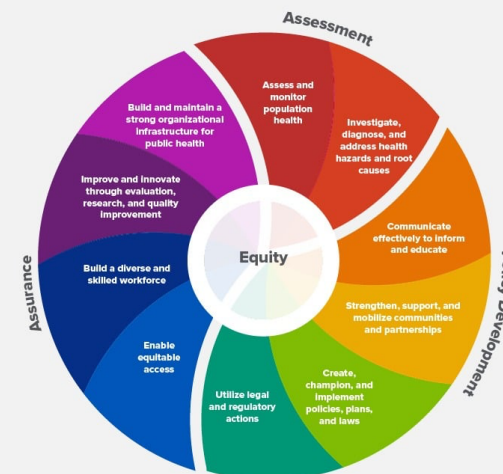 Assessment
Assess and
monitor
population
health
Investigate,
diagnose, and
address health
hazards and root
causes
Communicate
effectively to inform
and educate
Strengthen, support, and
mobilize communities
and partnerships
Create,
champion, and
implement
policies, plans,
and laws
Utilize legal
and regulatory
actions
Enable
equitable
access
Build a diverse and
skilled workforce
Improve and innovate
through evaluation,
research, and quality
improvement
Build and maintain a
strong organizational
infrastructure for
public health
Equity
Policy Development
Assurance